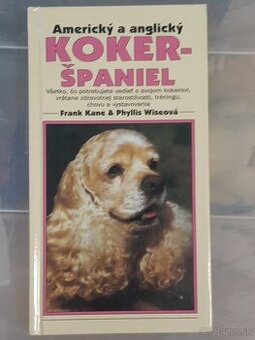 Americký a anglický
KOKER-
ŠPANIEL
Všetko, čo potrebujete vedieť o svojom kokerovi,
vrátane zdravotnej starostlivosti, tréningu,
chovu a vystavovania
Frank Kane & Phyllis Wiseová